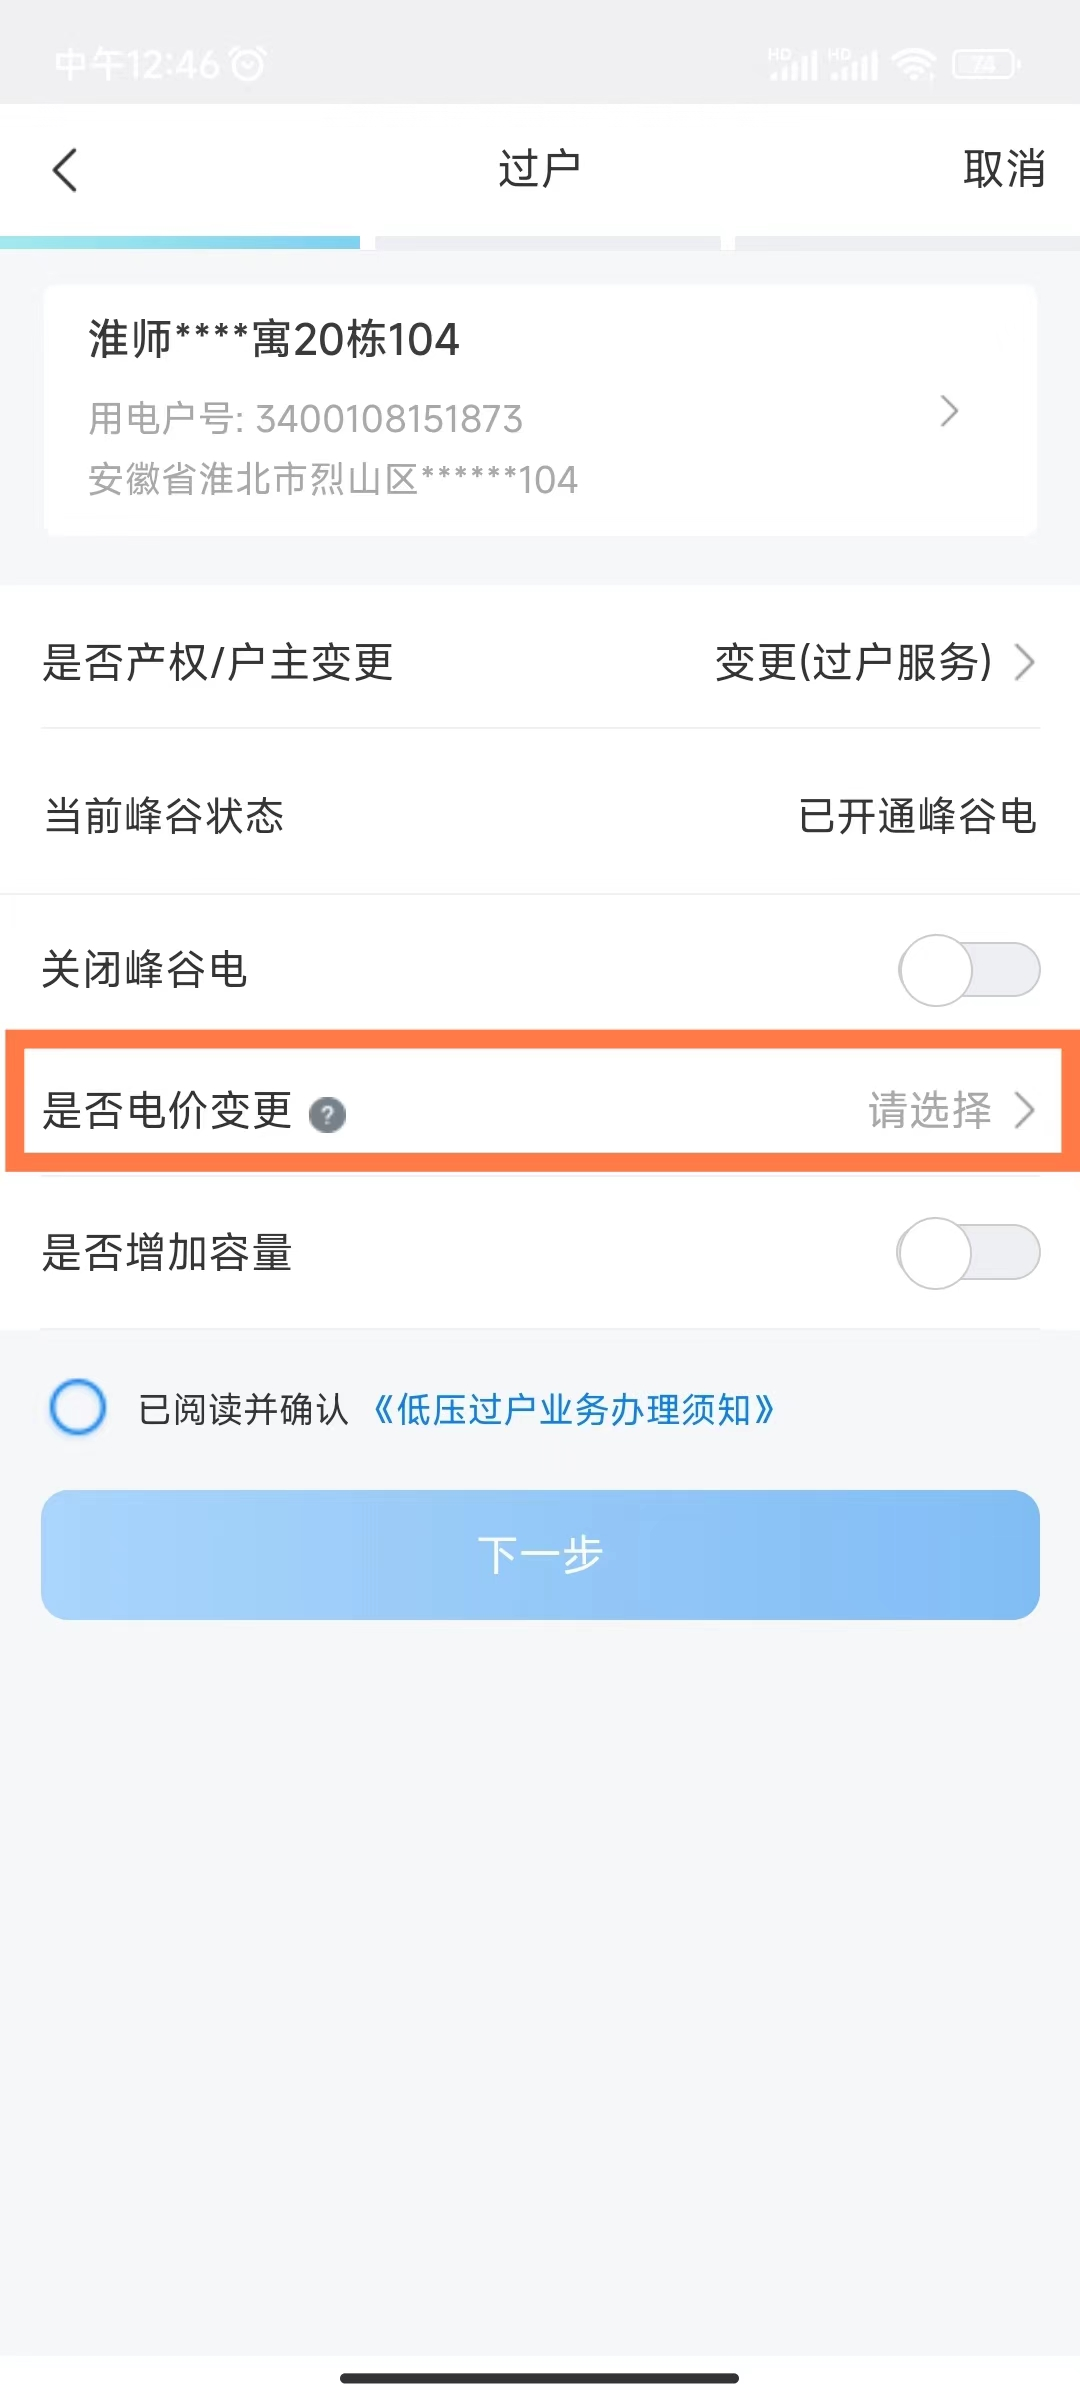 中午12:46
HD HD 74
过户
取消
淮师****寓20栋104
用电户号: 3400108151873
安徽省淮北市烈山区******104
是否产权/户主变更 变更(过户服务)
当前峰谷状态 已开通峰谷电
关闭峰谷电
是否电价变更 ? 请选择
是否增加容量
已阅读并确认 《低压过户业务办理须知》
下一步